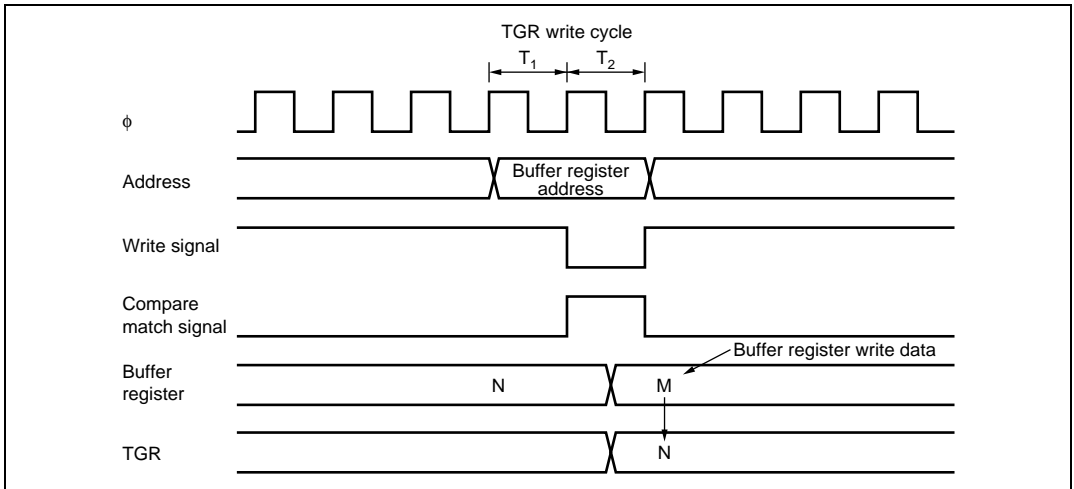 TGR write cycle
T1 T2
ϕ
Address
Buffer register
address
Write signal
Compare
match signal
Buffer register write data
Buffer
register
N
M
TGR
N